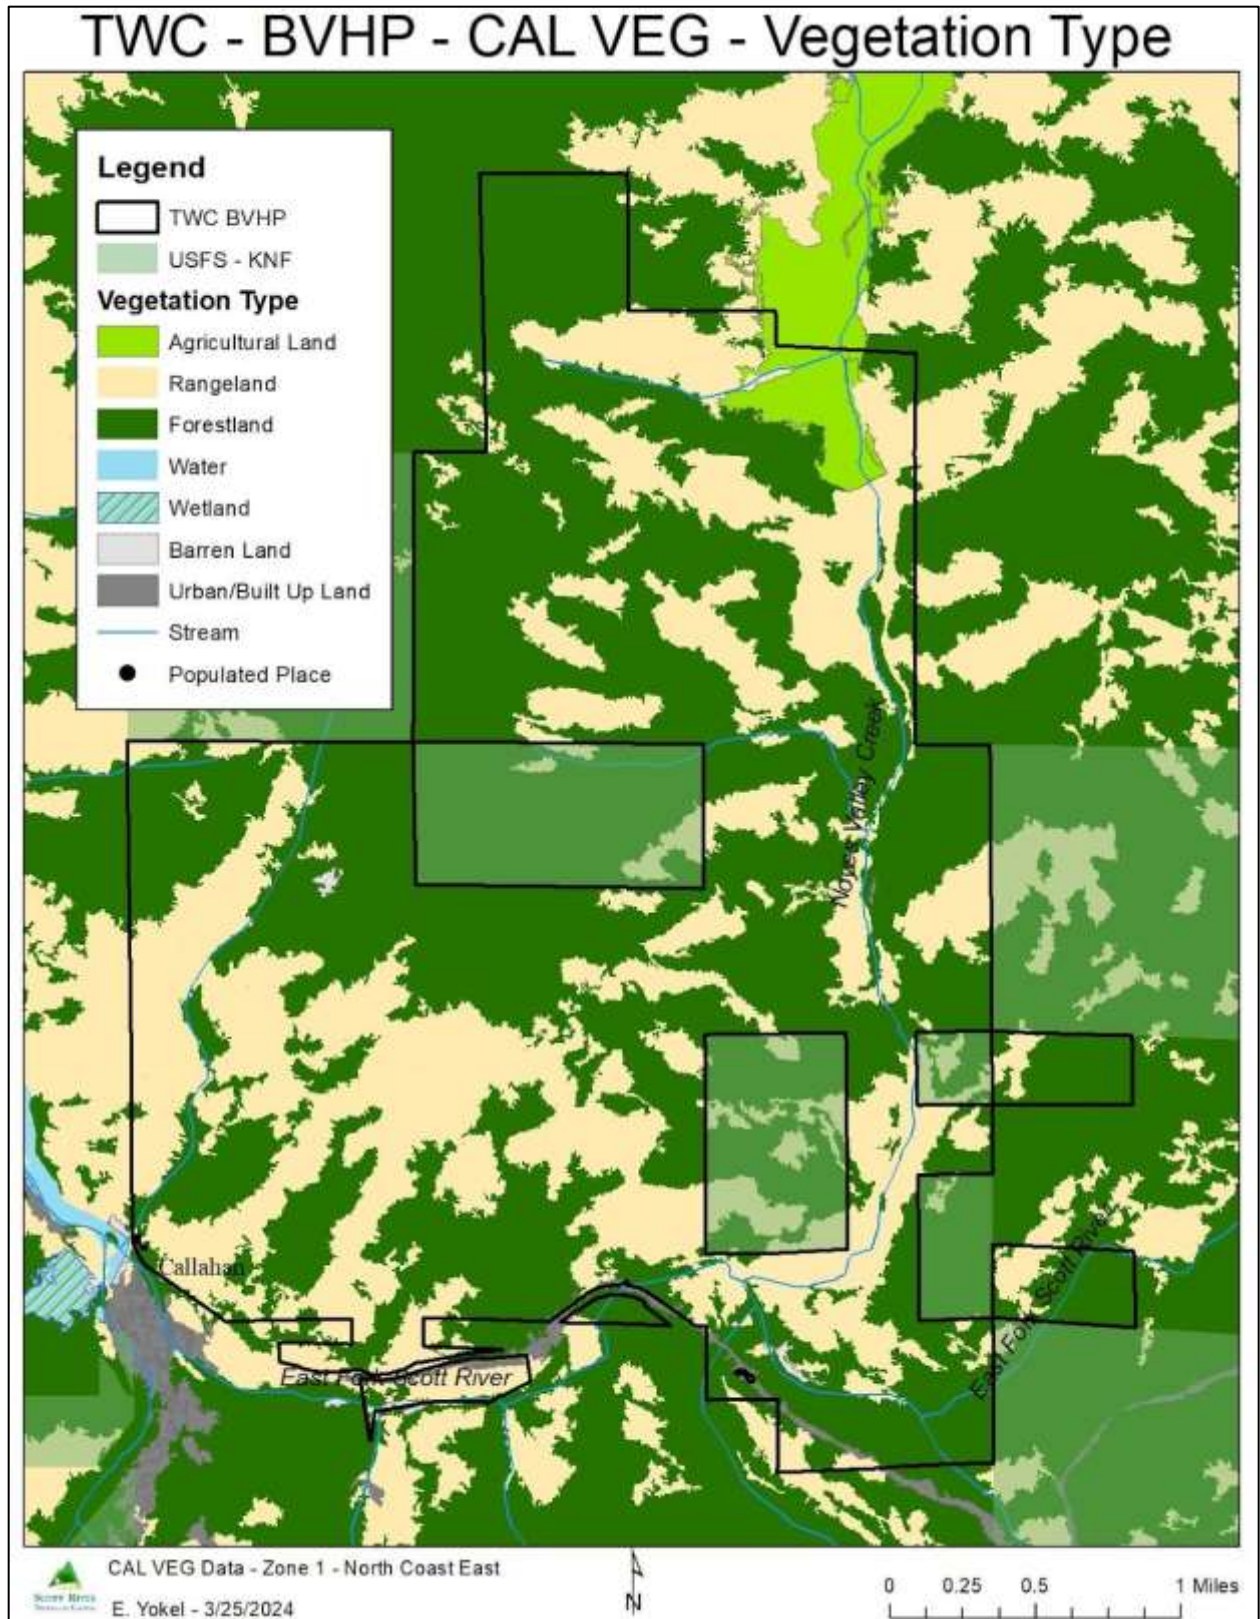 TWC - BVHP - CAL VEG - Vegetation Type
Legend
TWC BVHP
USFS - KNF
Vegetation Type
Agricultural Land
Rangeland
Forestland
Water
Wetland
Barren Land
Urban/Built Up Land
Stream
Populated Place
Noyes Valley Creek
East Fork Scott River
Callahan
East Fork Scott River
CAL VEG Data - Zone 1 - North Coast East
SCOTT RIVER
E. Yokel - 3/25/2024
N
0 0.25 0.5 1 Miles